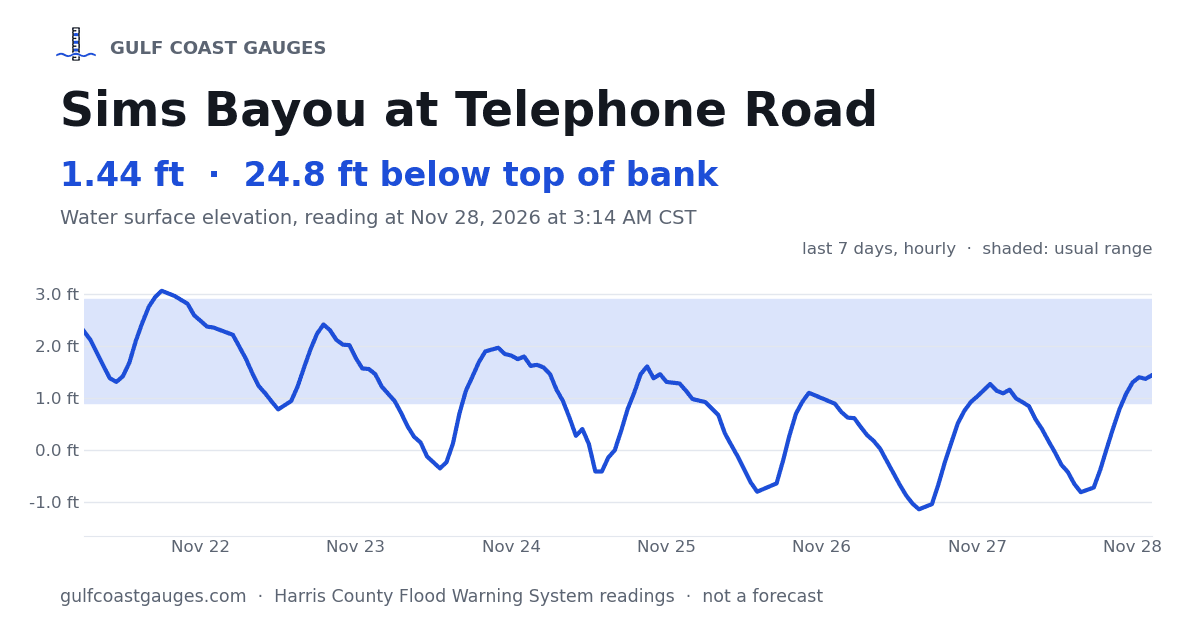 GULF COAST GAUGES
Sims Bayou at Telephone Road
1.44 ft · 24.8 ft below top of bank
Water surface elevation, reading at Nov 28, 2026 at 3:14 AM CST
last 7 days, hourly · shaded: usual range
3.0 ft
2.0 ft
1.0 ft
0.0 ft
-1.0 ft
Nov 22 Nov 23 Nov 24 Nov 25 Nov 26 Nov 27 Nov 28
gulfcoastgauges.com · Harris County Flood Warning System readings · not a forecast